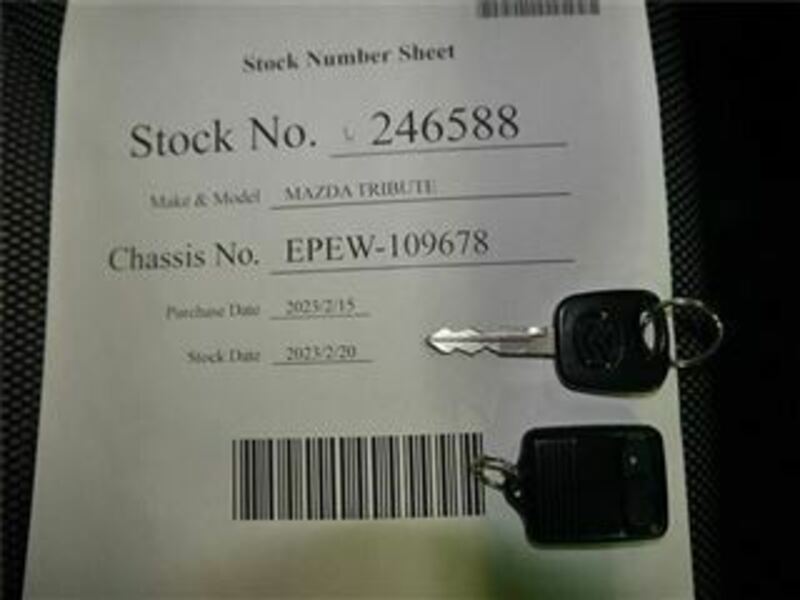 Stock Number Sheet
Stock No. 246588
Make & Model MAZDA TRIBUTE
Chassis No. EPEW-109678
Purchase Date 2023/2/15
Stock Date 2023/2/20